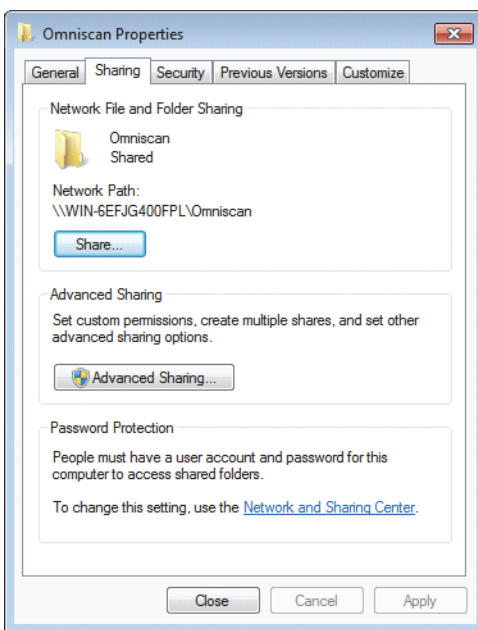 Omniscan Properties
General Sharing Security Previous Versions Customize
Network File and Folder Sharing
Omniscan
Shared
Network Path:
\\WIN-6EFJG400FPL\Omniscan
Share...
Advanced Sharing
Set custom permissions, create multiple shares, and set other
advanced sharing options.
Advanced Sharing...
Password Protection
People must have a user account and password for this
computer to access shared folders.
To change this setting, use the Network and Sharing Center.
Close Cancel Apply